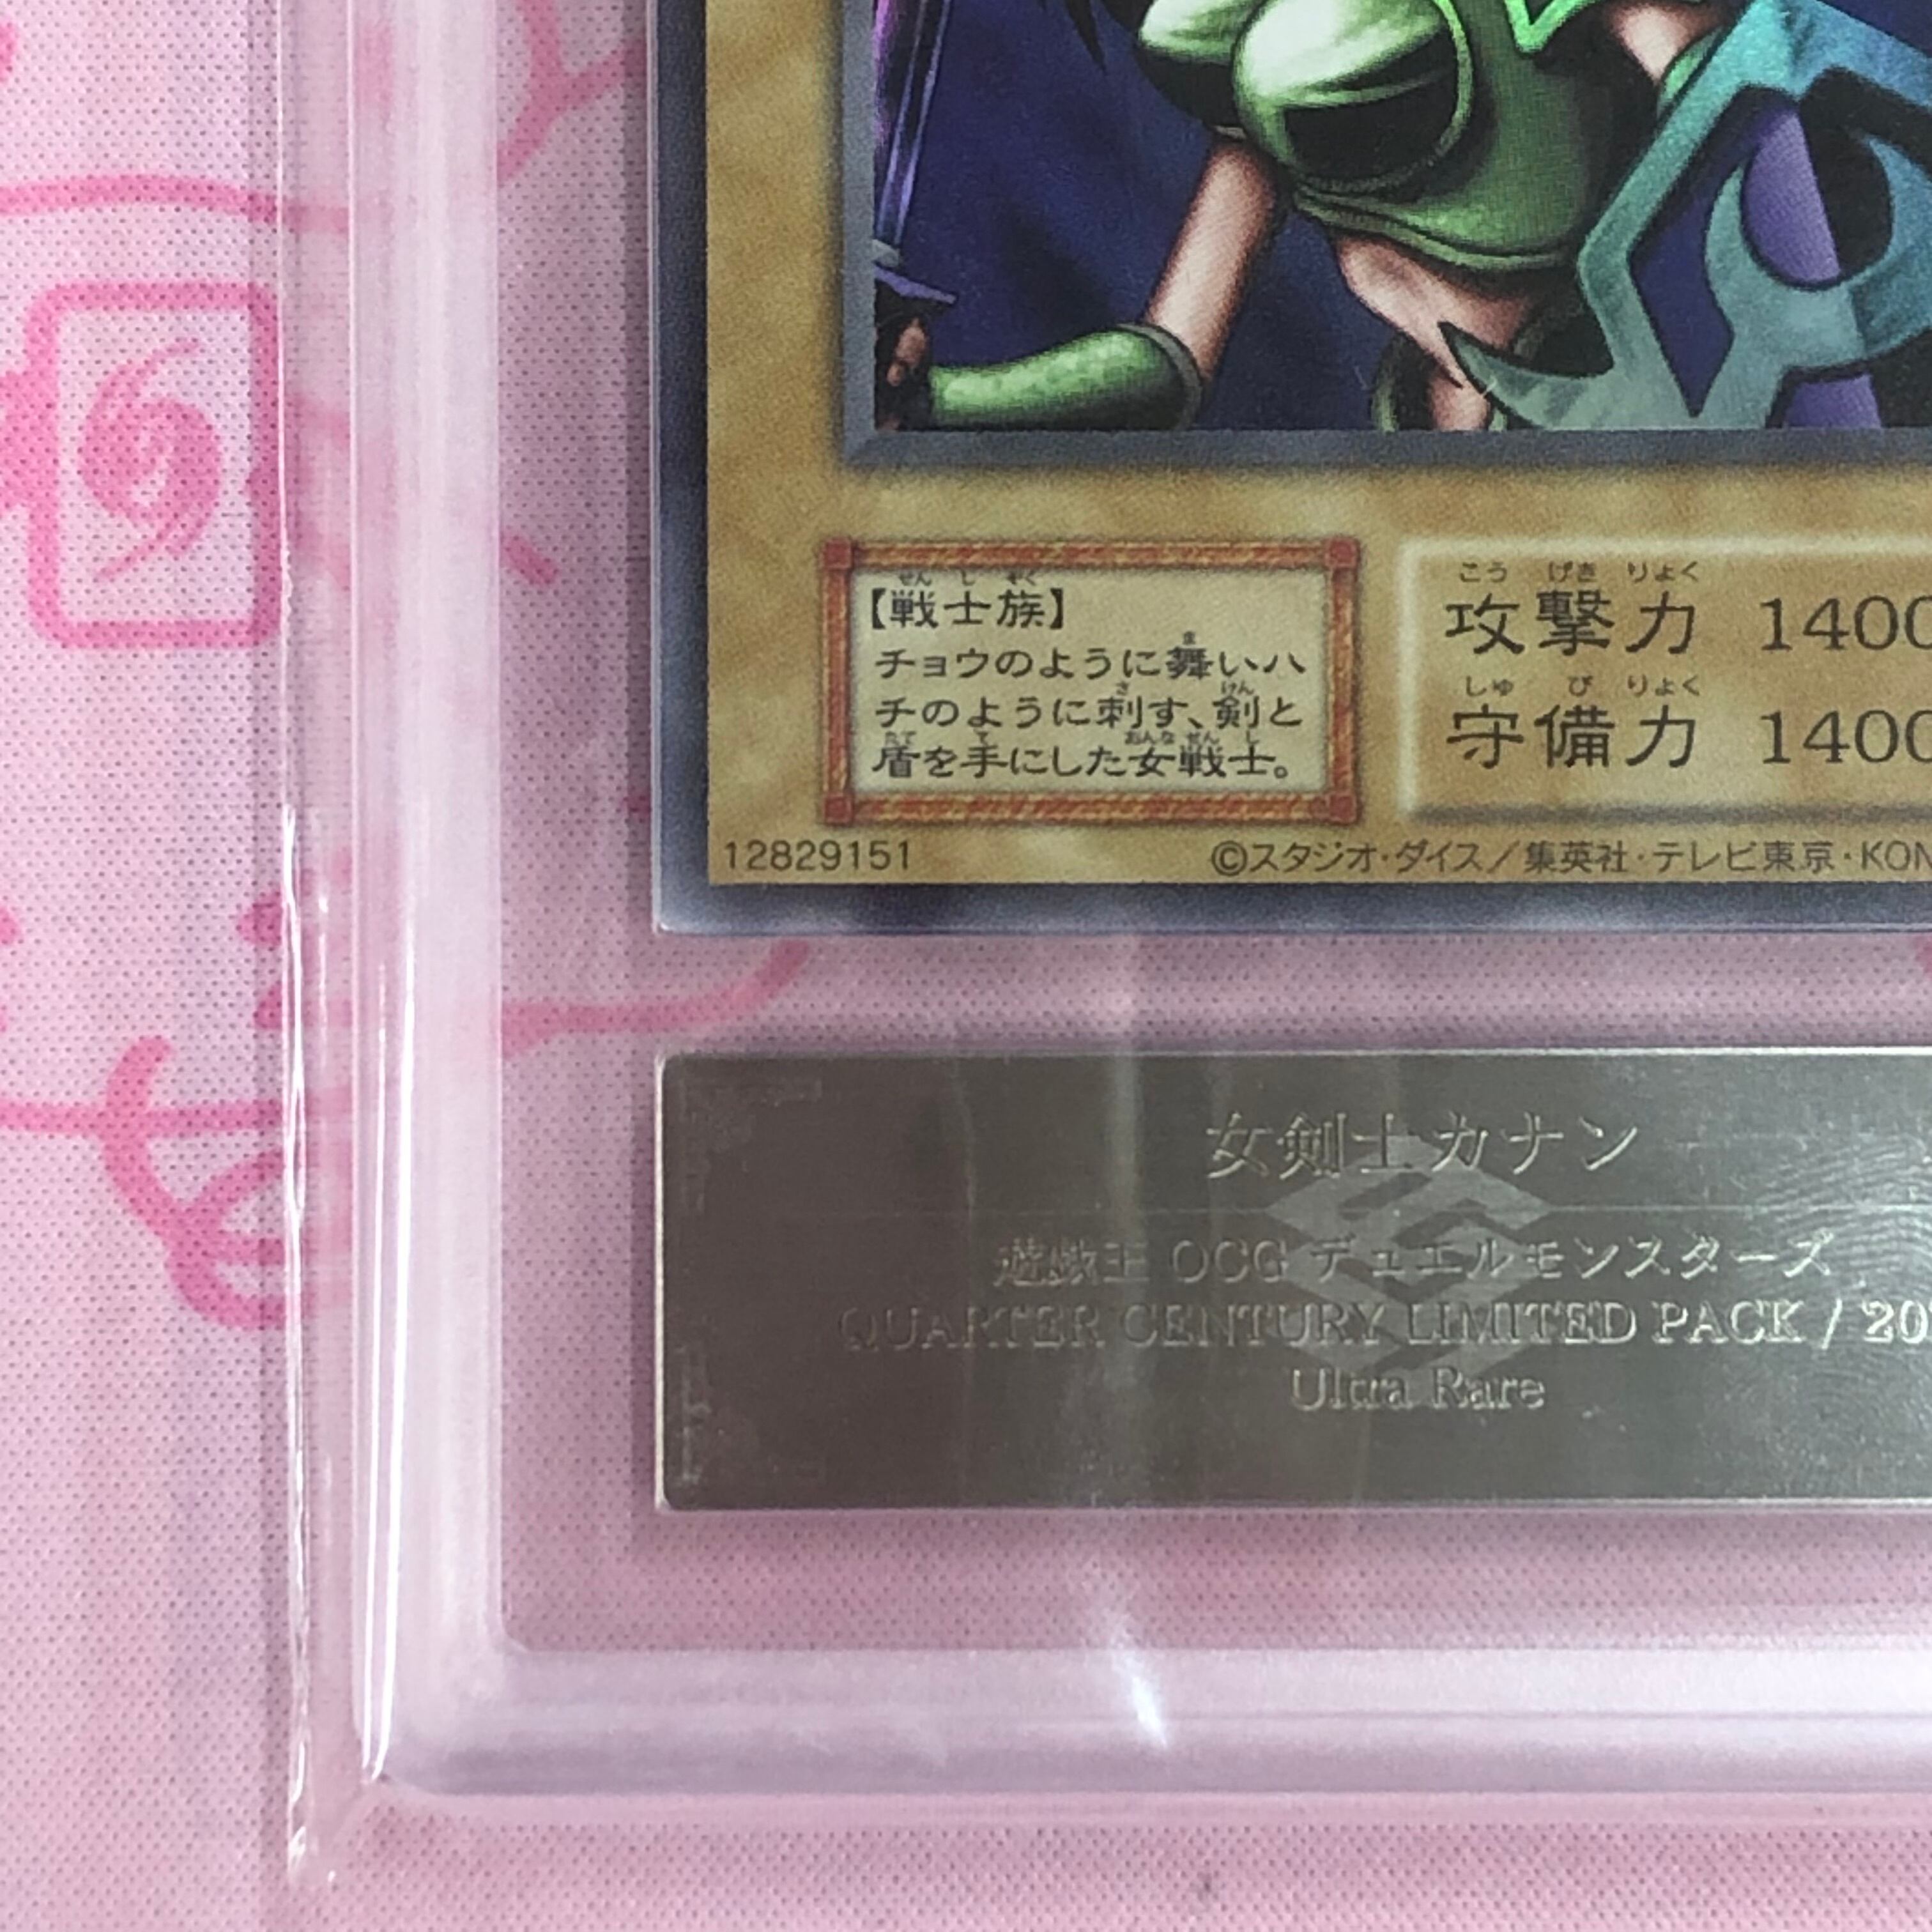 【戦士族】
チョウのように舞いハ
チのように刺す、剣と
盾を手にした女戦士。
攻撃力 1400
守備力 1400
12829151
©スタジオ・ダイス／集英社・テレビ東京・KON
女剣士カナン
遊戯王 OCG デュエルモンスターズ
QUARTER CENTURY LIMITED PACK / 20
Ultra Rare